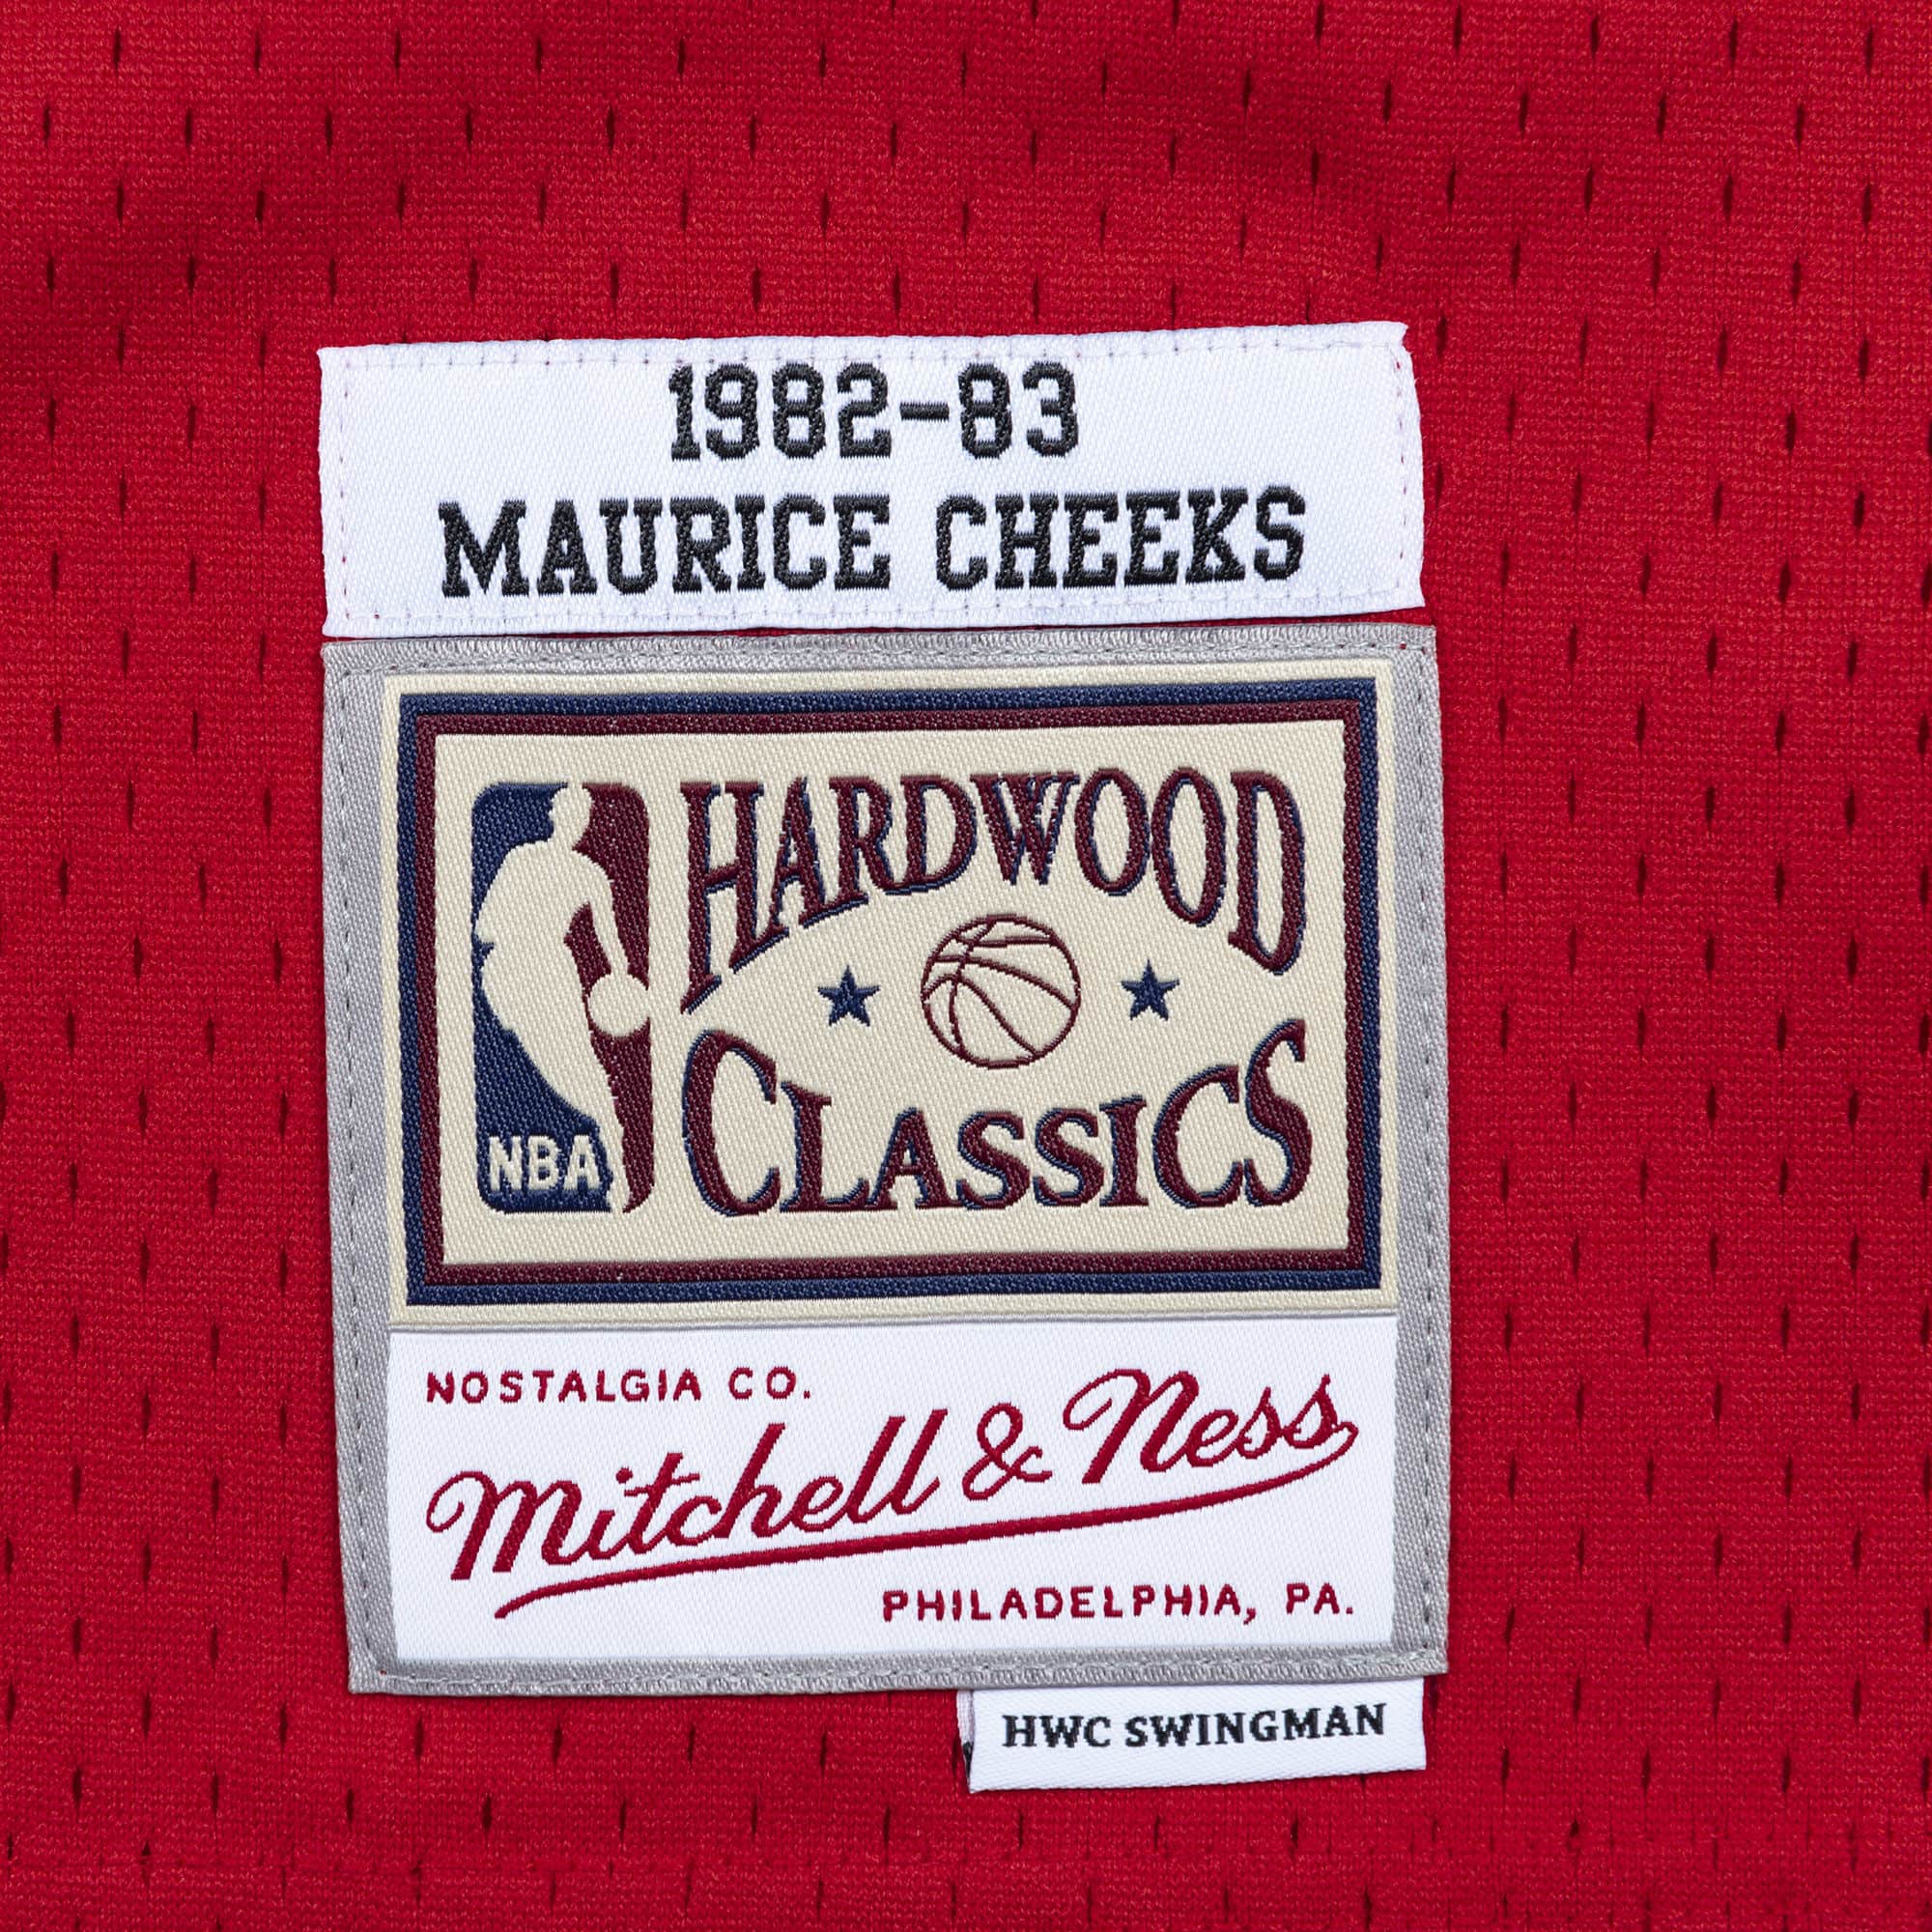 1982-83
MAURICE CHEEKS
HARDWOOD
CLASSICS
NBA
NOSTALGIA CO.
Mitchell & Ness
PHILADELPHIA, PA.
HWC SWINGMAN